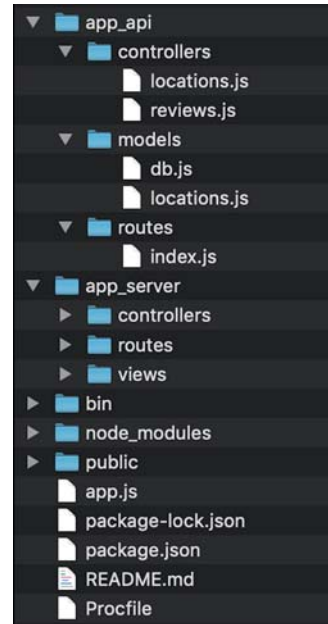 app_api
controllers
locations.js
reviews.js
models
db.js
locations.js
routes
index.js
app_server
controllers
routes
views
bin
node_modules
public
app.js
package-lock.json
package.json
README.md
Procfile